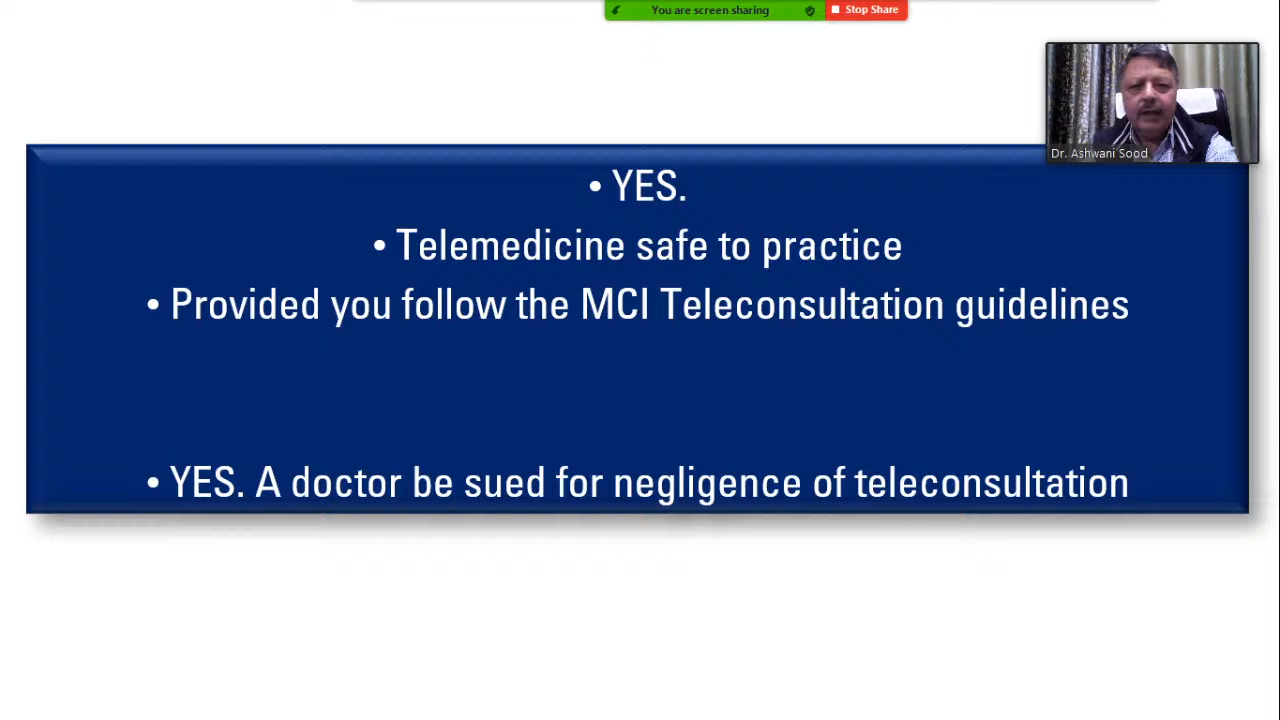 You are screen sharing
Stop Share
Dr. Ashwani Sood
• YES.
• Telemedicine safe to practice
• Provided you follow the MCI Teleconsultation guidelines
• YES. A doctor be sued for negligence of teleconsultation